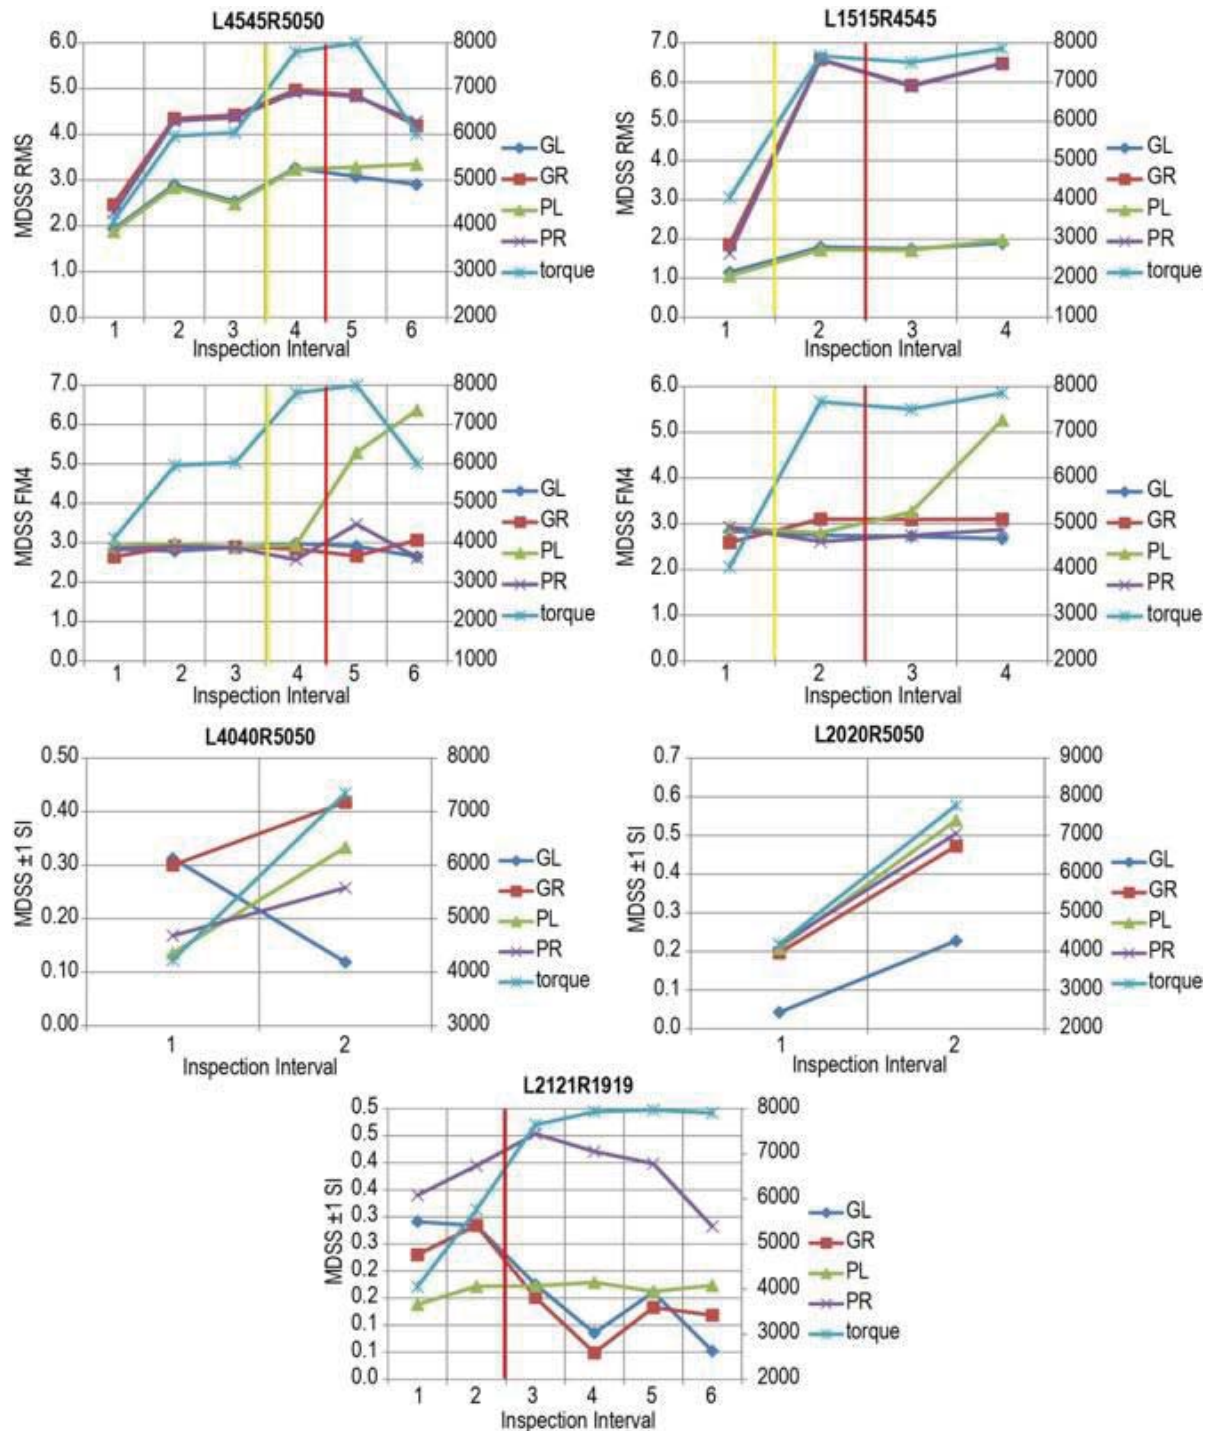 L4545R5050
6.0
5.0
4.0
3.0
2.0
1.0
0.0
MDSS RMS
8000
7000
6000
5000
4000
3000
2000
1 2 3 4 5 6
Inspection Interval
GL
GR
PL
PR
torque
L1515R4545
7.0
6.0
5.0
4.0
3.0
2.0
1.0
0.0
MDSS RMS
8000
7000
6000
5000
4000
3000
2000
1000
1 2 3 4
Inspection Interval
GL
GR
PL
PR
torque
7.0
6.0
5.0
4.0
3.0
2.0
1.0
0.0
MDSS FM4
8000
7000
6000
5000
4000
3000
2000
1000
1 2 3 4 5 6
Inspection Interval
GL
GR
PL
PR
torque
6.0
5.0
4.0
3.0
2.0
1.0
0.0
MDSS FM4
8000
7000
6000
5000
4000
3000
2000
1 2 3 4
Inspection Interval
GL
GR
PL
PR
torque
L4040R5050
0.50
0.40
0.30
0.20
0.10
0.00
MDSS ±1 SI
8000
7000
6000
5000
4000
3000
1 2
Inspection Interval
GL
GR
PL
PR
torque
L2020R5050
0.7
0.6
0.5
0.4
0.3
0.2
0.1
0.0
MDSS ±1 SI
9000
8000
7000
6000
5000
4000
3000
2000
1 2
Inspection Interval
GL
GR
PL
PR
torque
L2121R1919
0.5
0.5
0.4
0.4
0.3
0.3
0.2
0.2
0.1
0.1
0.0
MDSS ±1 SI
8000
7000
6000
5000
4000
3000
2000
1 2 3 4 5 6
Inspection Interval
GL
GR
PL
PR
torque